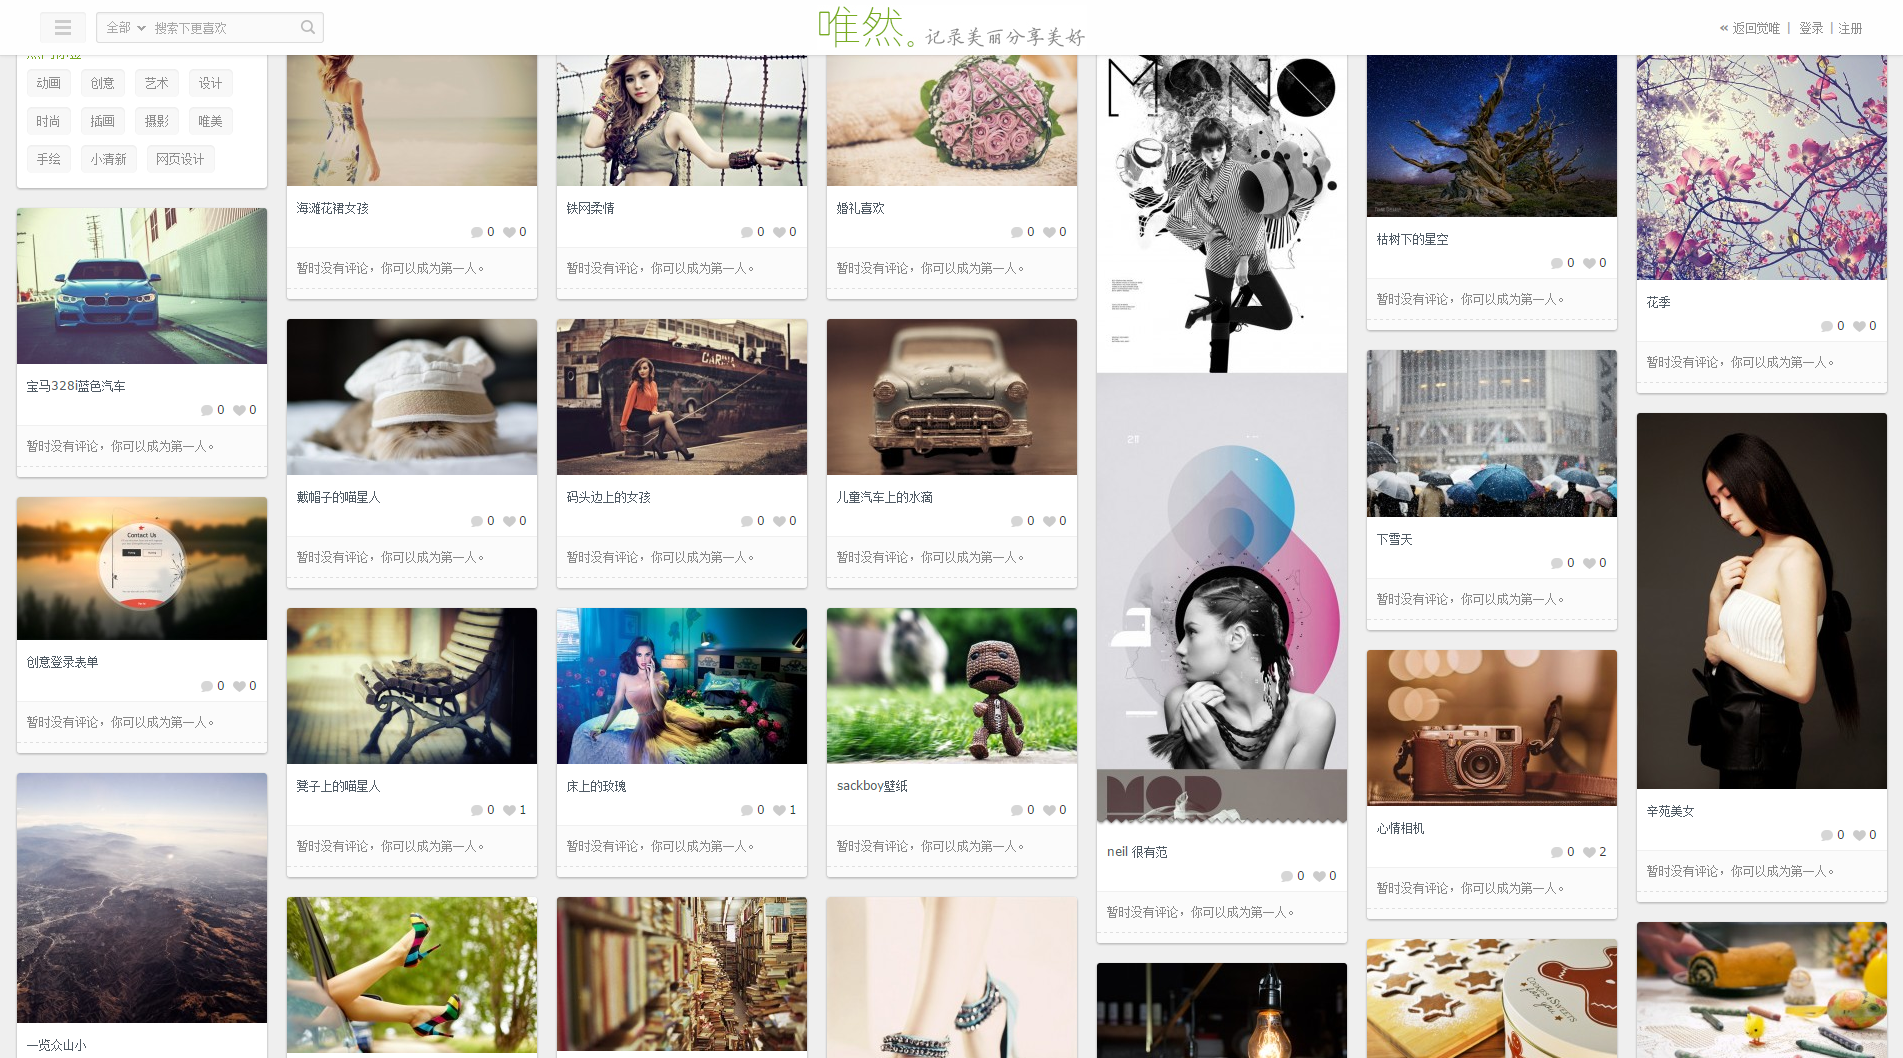 全部 搜索下更喜欢
唯然。记录美丽分享美好
« 返回觉唯 | 登录 | 注册
热门标签
动画 创意 艺术 设计
时尚 插画 摄影 唯美
手绘 小清新 网页设计
宝马328i蓝色汽车
0 0
暂时没有评论，你可以成为第一人。
Contact Us
创意登录表单
0 0
暂时没有评论，你可以成为第一人。
一览众山小
海滩花裙女孩
0 0
暂时没有评论，你可以成为第一人。
戴帽子的喵星人
0 0
暂时没有评论，你可以成为第一人。
凳子上的喵星人
0 1
暂时没有评论，你可以成为第一人。
铁网柔情
0 0
暂时没有评论，你可以成为第一人。
CARINA
码头边上的女孩
0 0
暂时没有评论，你可以成为第一人。
床上的玫瑰
0 1
暂时没有评论，你可以成为第一人。
婚礼喜欢
0 0
暂时没有评论，你可以成为第一人。
儿童汽车上的水滴
0 0
暂时没有评论，你可以成为第一人。
sackboy壁纸
0 0
暂时没有评论，你可以成为第一人。
MONO
MOD
neil 很有范
0 0
暂时没有评论，你可以成为第一人。
枯树下的星空
0 0
暂时没有评论，你可以成为第一人。
下雪天
0 0
暂时没有评论，你可以成为第一人。
心情相机
0 2
暂时没有评论，你可以成为第一人。
COOKIES & SWEETS
for you
花季
0 0
暂时没有评论，你可以成为第一人。
辛苑美女
0 0
暂时没有评论，你可以成为第一人。